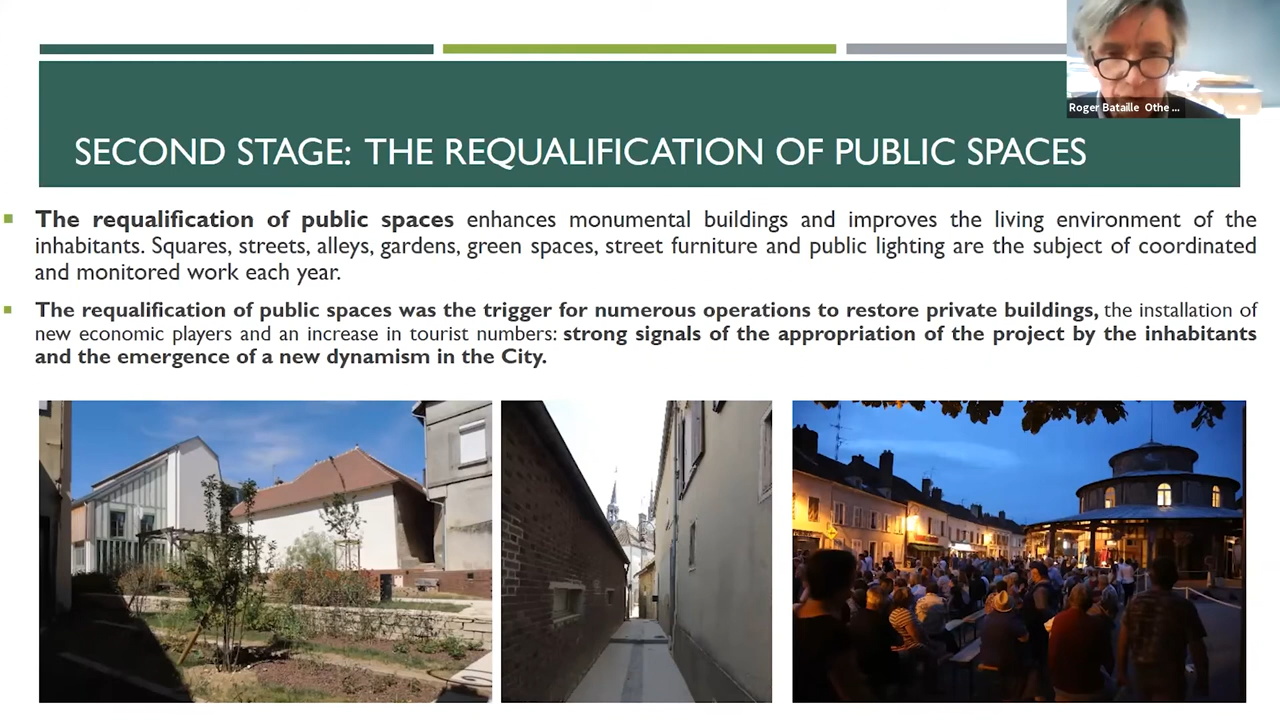 Roger Bataille Othe ...
SECOND STAGE: THE REQUALIFICATION OF PUBLIC SPACES
The requalification of public spaces enhances monumental buildings and improves the living environment of the
inhabitants. Squares, streets, alleys, gardens, green spaces, street furniture and public lighting are the subject of coordinated
and monitored work each year.
The requalification of public spaces was the trigger for numerous operations to restore private buildings, the installation of
new economic players and an increase in tourist numbers: strong signals of the appropriation of the project by the inhabitants
and the emergence of a new dynamism in the City.